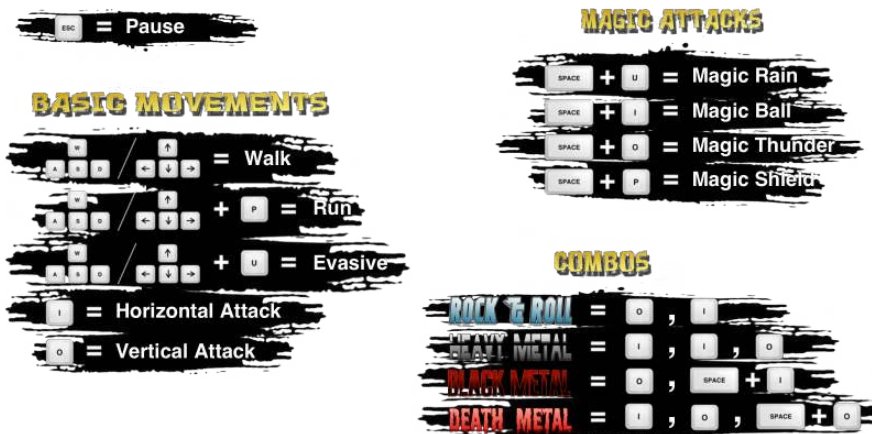 ESC = Pause
BASIC MOVEMENTS
W A S D / ↑ ← ↓ → = Walk
W A S D / ↑ ← ↓ → + P = Run
W A S D / ↑ ← ↓ → + U = Evasive
I = Horizontal Attack
O = Vertical Attack
MAGIC ATTACKS
SPACE + U = Magic Rain
SPACE + I = Magic Ball
SPACE + O = Magic Thunder
SPACE + P = Magic Shield
COMBOS
ROCK & ROLL = O , I
HEAVY METAL = I , I , O
BLACK METAL = O , SPACE + I
DEATH METAL = I , O , SPACE + O